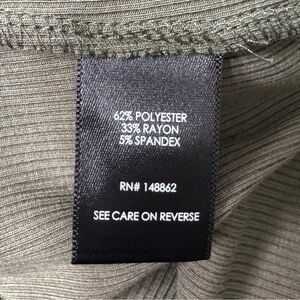 62% POLYESTER
33% RAYON
5% SPANDEX
RN# 148862
SEE CARE ON REVERSE